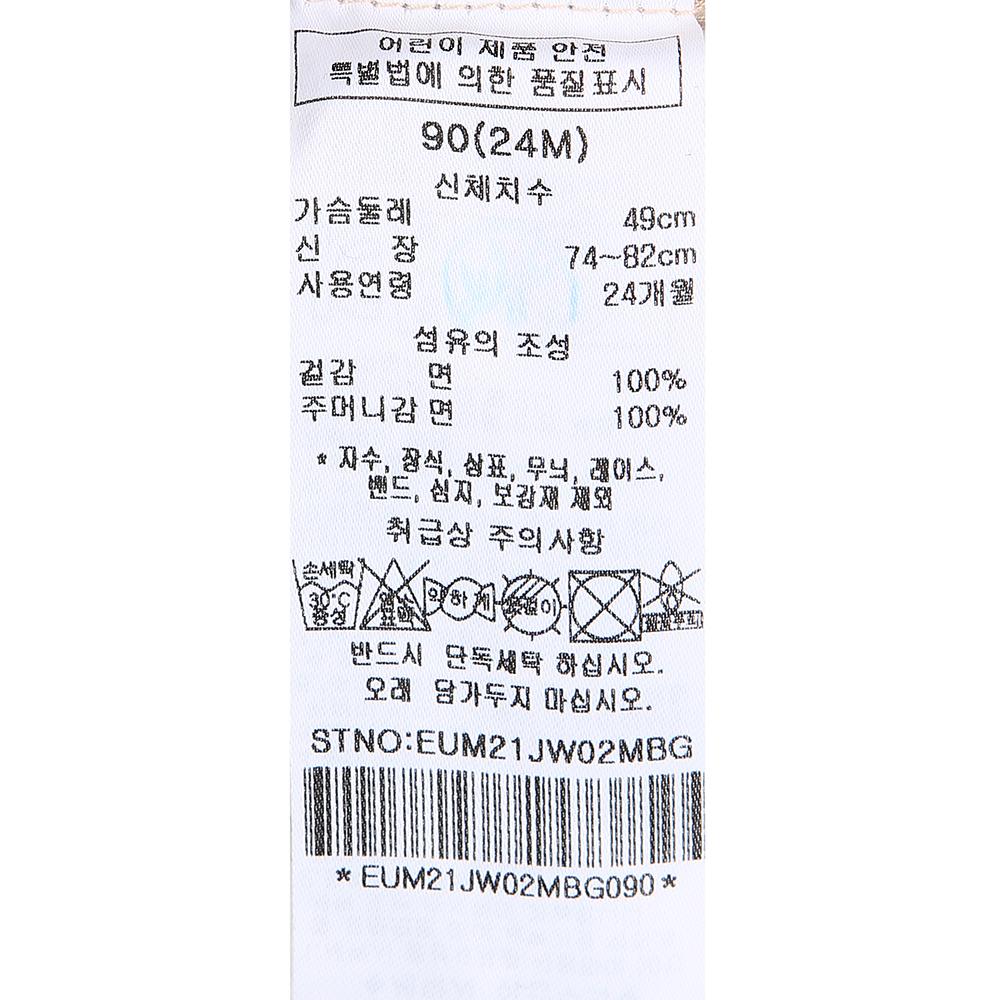 어린이 제품 안전
특별법에 의한 품질표시
90(24M)
신체치수
가슴둘레 49cm
신 장 74~82cm
사용연령 24개월
섬유의 조성
겉감 면 100%
주머니감 면 100%
* 자수, 장식, 상표, 무늬, 레이스,
밴드, 심지, 보강재 제외
취급상 주의사항
손세탁
30℃
중성
염소
표백
약하게
반드시 단독세탁 하십시오.
오래 담가두지 마십시오.
STNO:EUM21JW02MBG
*EUM21JW02MBG090*